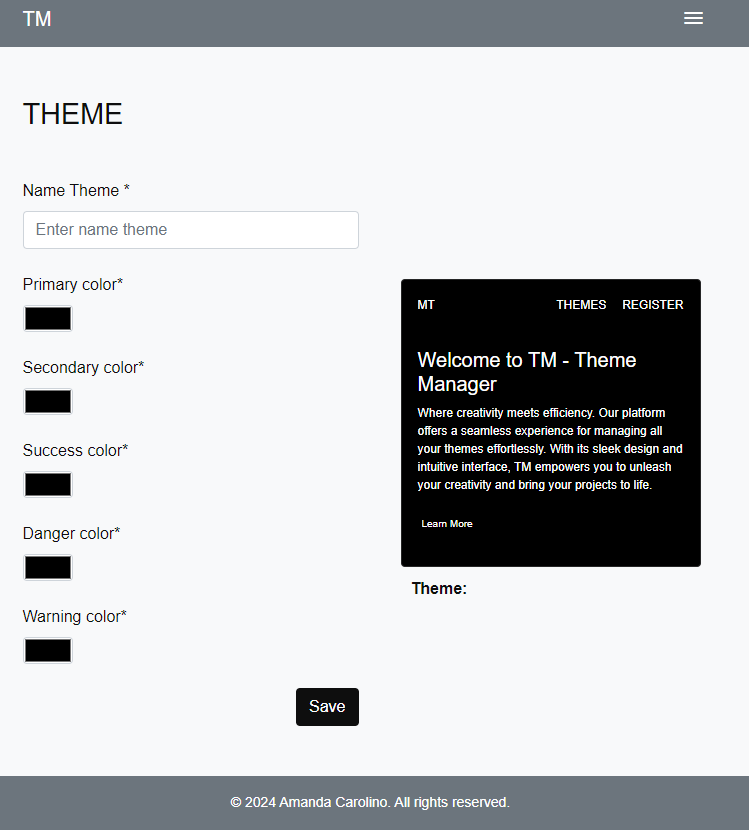 TM
THEME
Name Theme *
Enter name theme
Primary color*
Secondary color*
Success color*
Danger color*
Warning color*
Save
MT THEMES REGISTER
Welcome to TM - Theme
Manager
Where creativity meets efficiency. Our platform
offers a seamless experience for managing all
your themes effortlessly. With its sleek design and
intuitive interface, TM empowers you to unleash
your creativity and bring your projects to life.
Learn More
Theme:
© 2024 Amanda Carolino. All rights reserved.